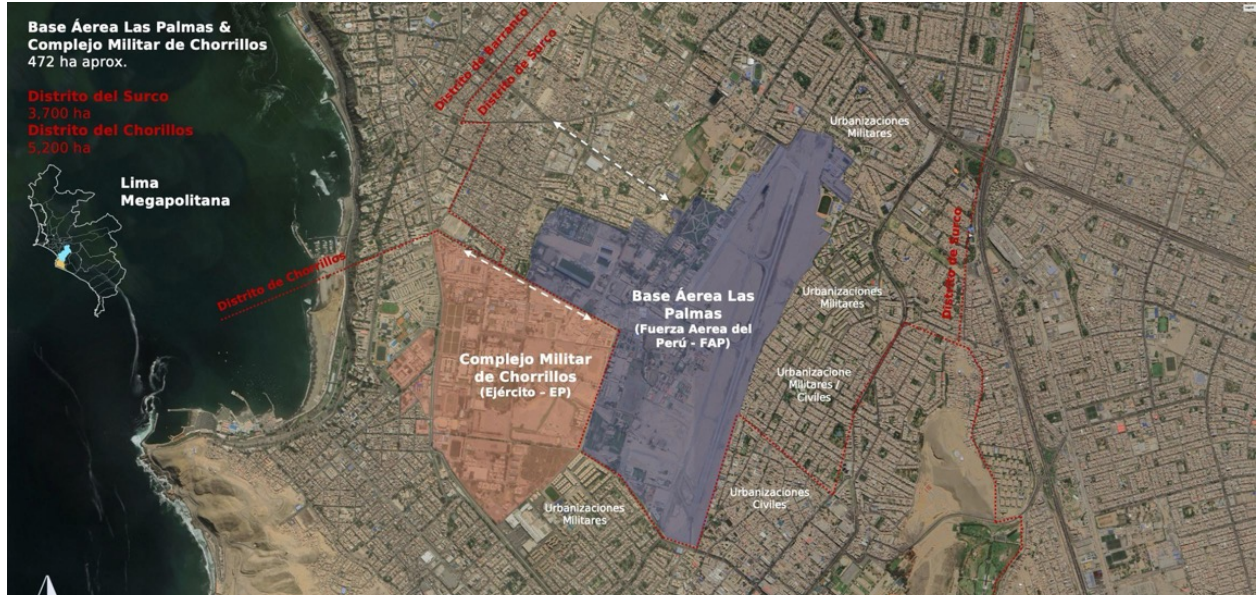 Base Áerea Las Palmas &
Complejo Militar de Chorrillos
472 ha aprox.
Distrito del Surco
3,700 ha
Distrito del Chorillos
5,200 ha
Lima
Megapolitana
Distrito de Barranco
Distrito de Surco
Urbanizaciones
Militares
Distrito de Chorrillos
Distrito de Surco
Base Áerea Las
Palmas
(Fuerza Aerea del
Perú - FAP)
Urbanizaciones
Militares
Complejo Militar
de Chorrillos
(Ejército - EP)
Urbanizacione
Militares /
Civiles
Urbanizaciones
Civiles
Urbanizaciones
Militares